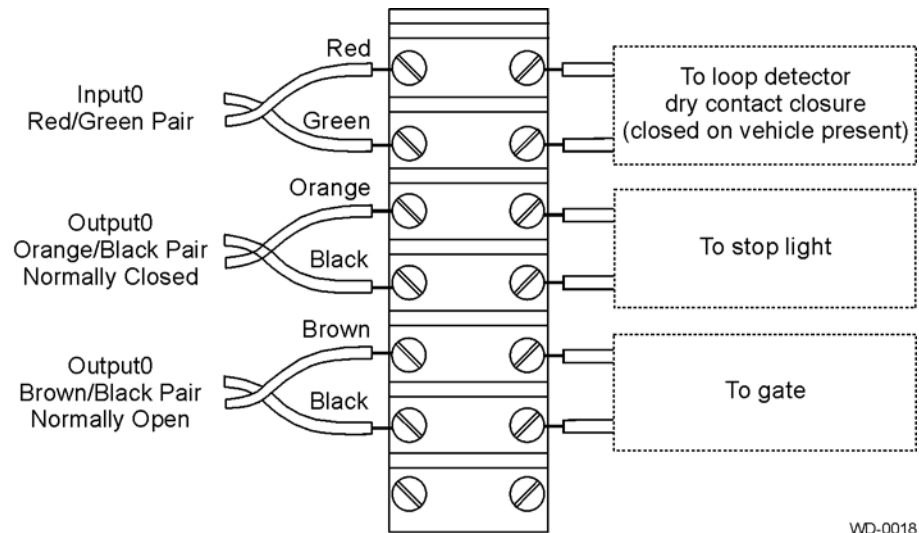 Red
Input0
Red/Green Pair
Green
To loop detector
dry contact closure
(closed on vehicle present)
Orange
Output0
Orange/Black Pair
Normally Closed
Black
To stop light
Brown
Output0
Brown/Black Pair
Normally Open
Black
To gate
WD-0018